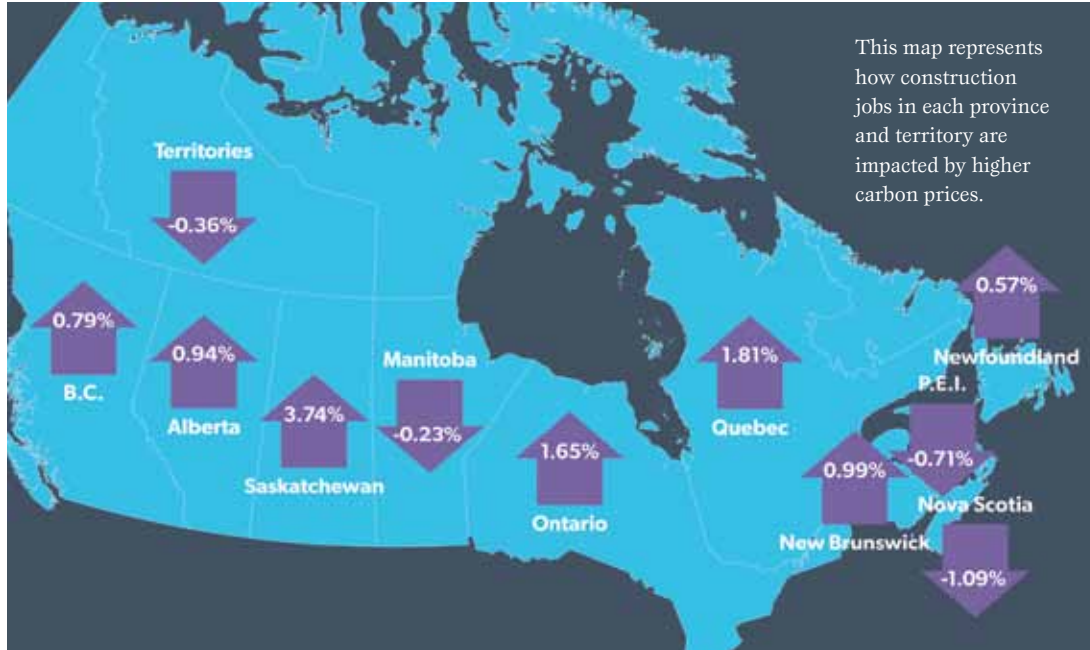 This map represents
how construction
jobs in each province
and territory are
impacted by higher
carbon prices.
Territories
-0.36%
0.79%
B.C.
0.94%
Alberta
3.74%
Saskatchewan
Manitoba
-0.23%
1.65%
Ontario
1.81%
Quebec
0.57%
Newfoundland
P.E.I.
-0.71%
0.99%
New Brunswick
Nova Scotia
-1.09%